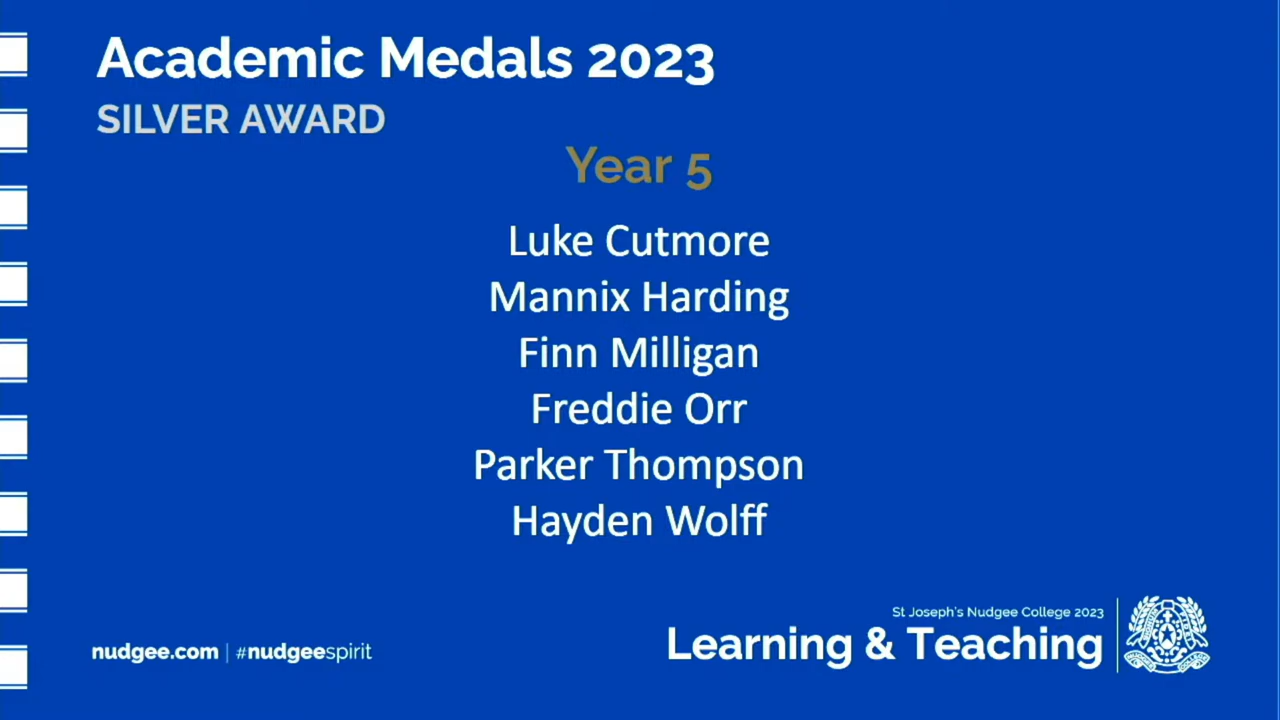 Academic Medals 2023
SILVER AWARD
Year 5
Luke Cutmore
Mannix Harding
Finn Milligan
Freddie Orr
Parker Thompson
Hayden Wolff
St Joseph's Nudgee College 2023
Learning & Teaching
nudgee.com | #nudgeespirit